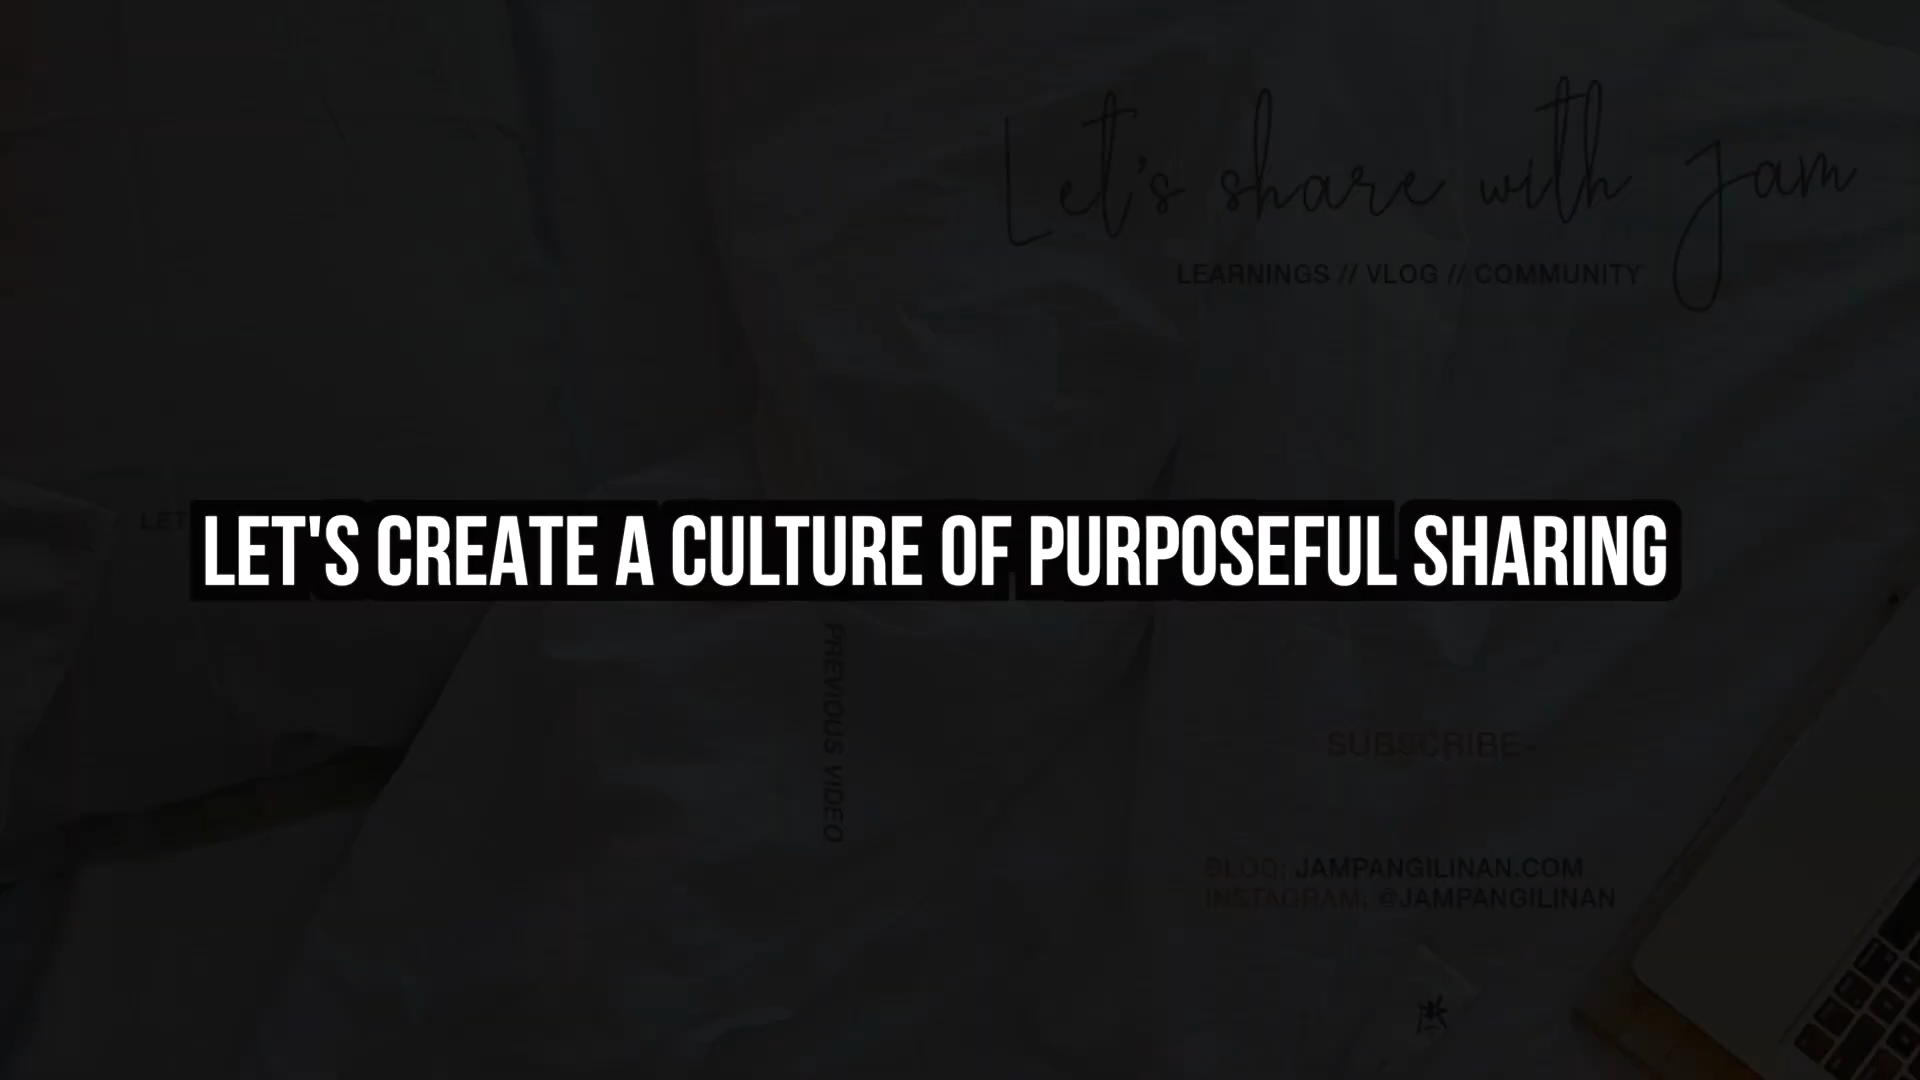 Let's share with Jam
LEARNINGS // VLOG // COMMUNITY
LET'S CREATE A CULTURE OF PURPOSEFUL SHARING
PREVIOUS VIDEO
SUBSCRIBE-
BLOG: JAMPANGILINAN.COM
INSTAGRAM: @JAMPANGILINAN